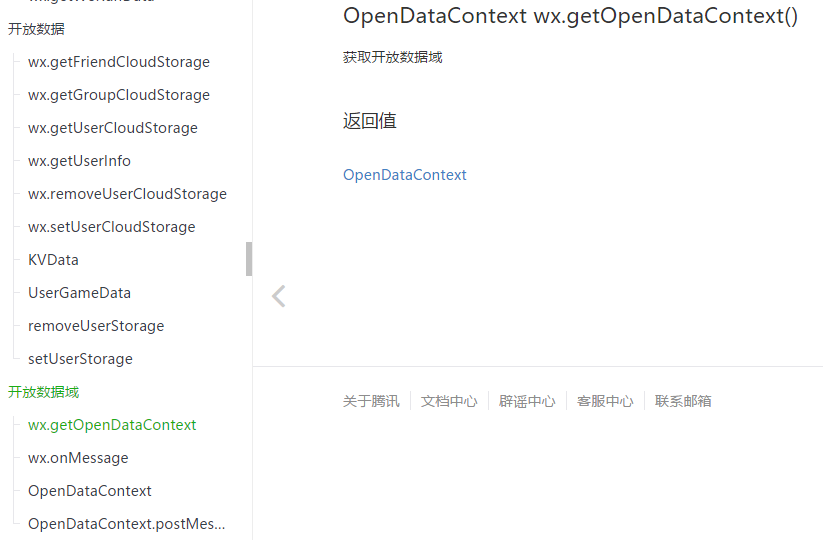 开放数据
wx.getFriendCloudStorage
wx.getGroupCloudStorage
wx.getUserCloudStorage
wx.getUserInfo
wx.removeUserCloudStorage
wx.setUserCloudStorage
KVData
UserGameData
removeUserStorage
setUserStorage
开放数据域
wx.getOpenDataContext
wx.onMessage
OpenDataContext
OpenDataContext.postMes...
OpenDataContext wx.getOpenDataContext()
获取开放数据域
返回值
OpenDataContext
关于腾讯 文档中心 辟谣中心 客服中心 联系邮箱